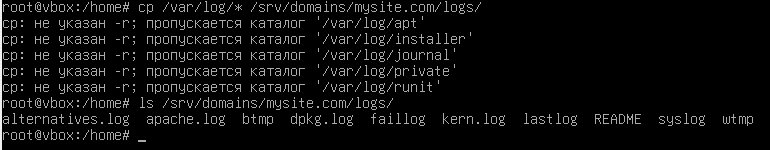 root@vbox:/home# cp /var/log/* /srv/domains/mysite.com/logs/
cp: не указан -r; пропускается каталог '/var/log/apt'
cp: не указан -r; пропускается каталог '/var/log/installer'
cp: не указан -r; пропускается каталог '/var/log/journal'
cp: не указан -r; пропускается каталог '/var/log/private'
cp: не указан -r; пропускается каталог '/var/log/runit'
root@vbox:/home# ls /srv/domains/mysite.com/logs/
alternatives.log  apache.log  btmp  dpkg.log  faillog  kern.log  lastlog  README  syslog  wtmp
root@vbox:/home# _